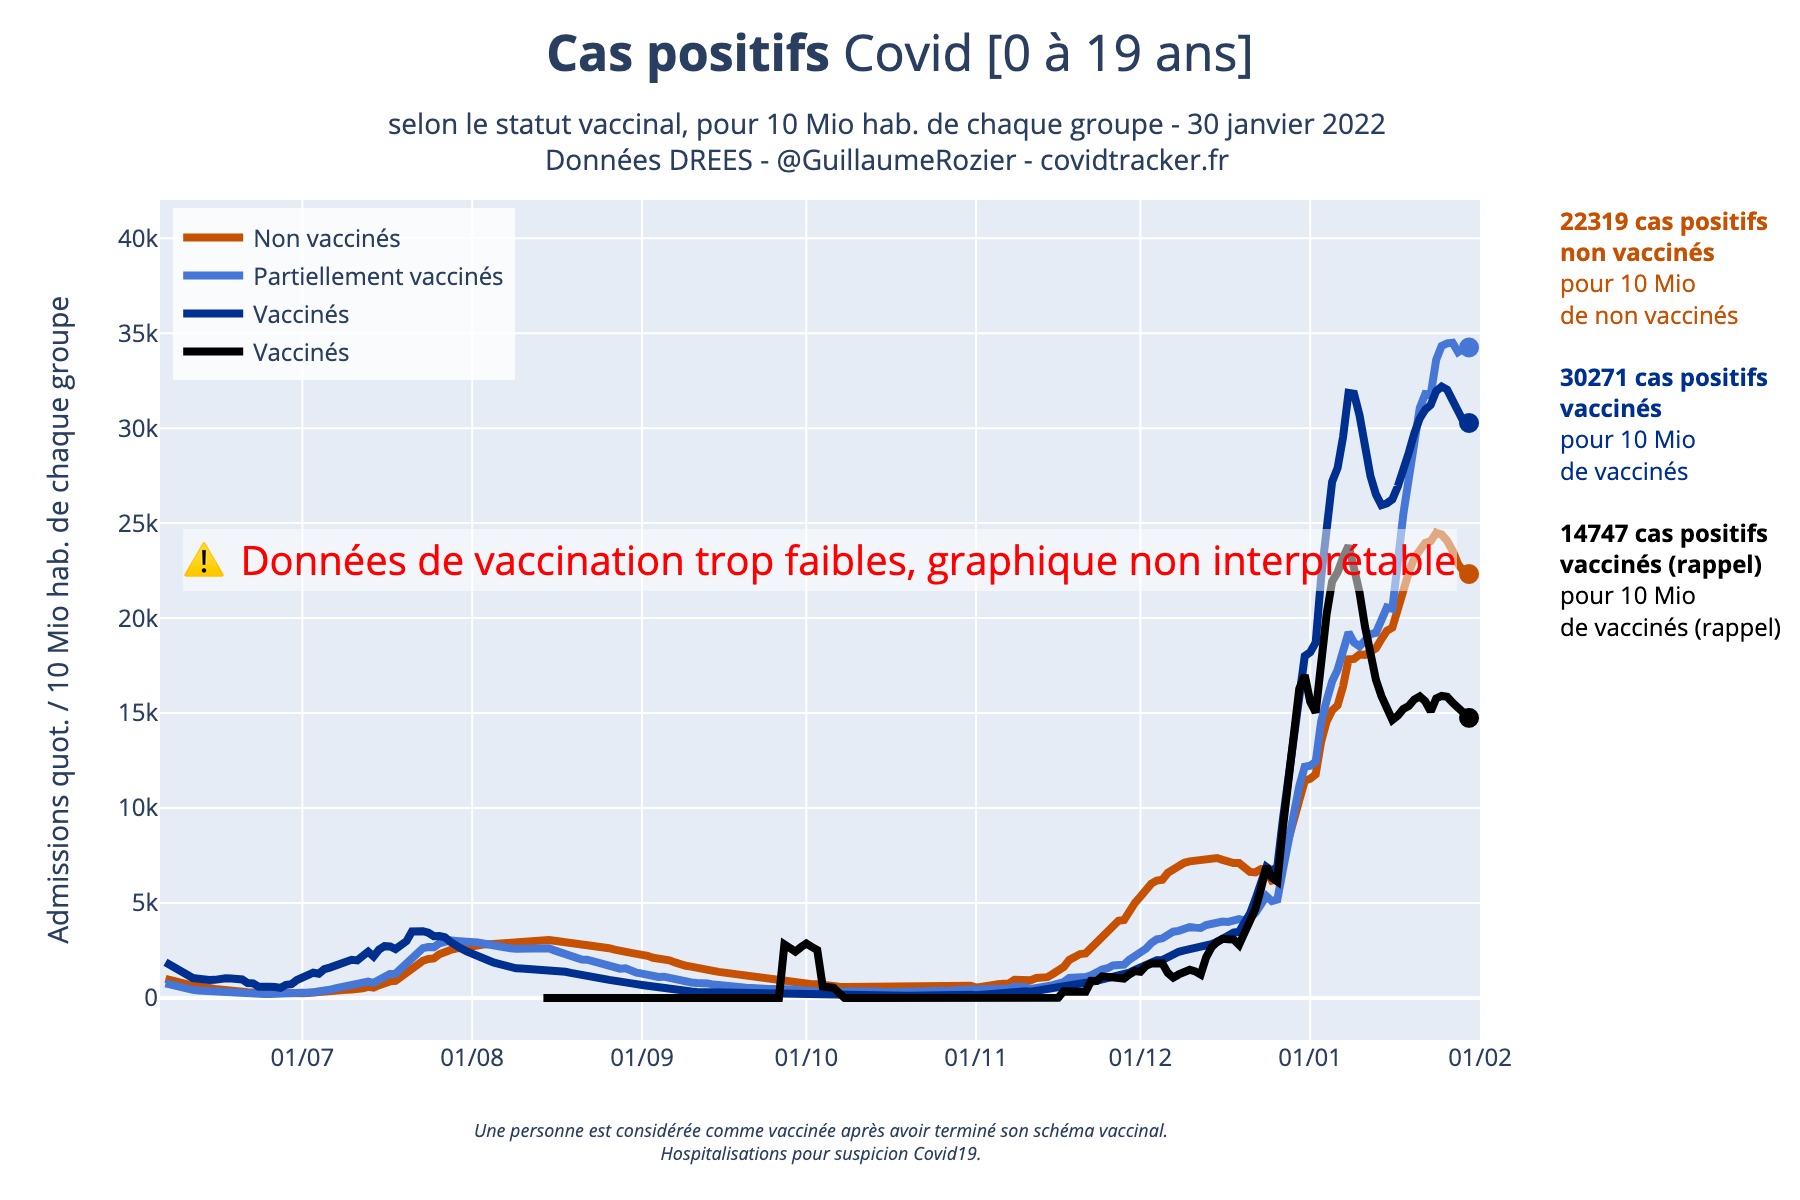 Cas positifs Covid [0 à 19 ans]
selon le statut vaccinal, pour 10 Mio hab. de chaque groupe - 30 janvier 2022
Données DREES - @GuillaumeRozier - covidtracker.fr
Admissions quot. / 10 Mio hab. de chaque groupe
40k
35k
30k
25k
20k
15k
10k
5k
0
Non vaccinés
Partiellement vaccinés
Vaccinés
Vaccinés
⚠️ Données de vaccination trop faibles, graphique non interprétable
22319 cas positifs
non vaccinés
pour 10 Mio
de non vaccinés
30271 cas positifs
vaccinés
pour 10 Mio
de vaccinés
14747 cas positifs
vaccinés (rappel)
pour 10 Mio
de vaccinés (rappel)
01/07
01/08
01/09
01/10
01/11
01/12
01/01
01/02
Une personne est considérée comme vaccinée après avoir terminé son schéma vaccinal.
Hospitalisations pour suspicion Covid19.